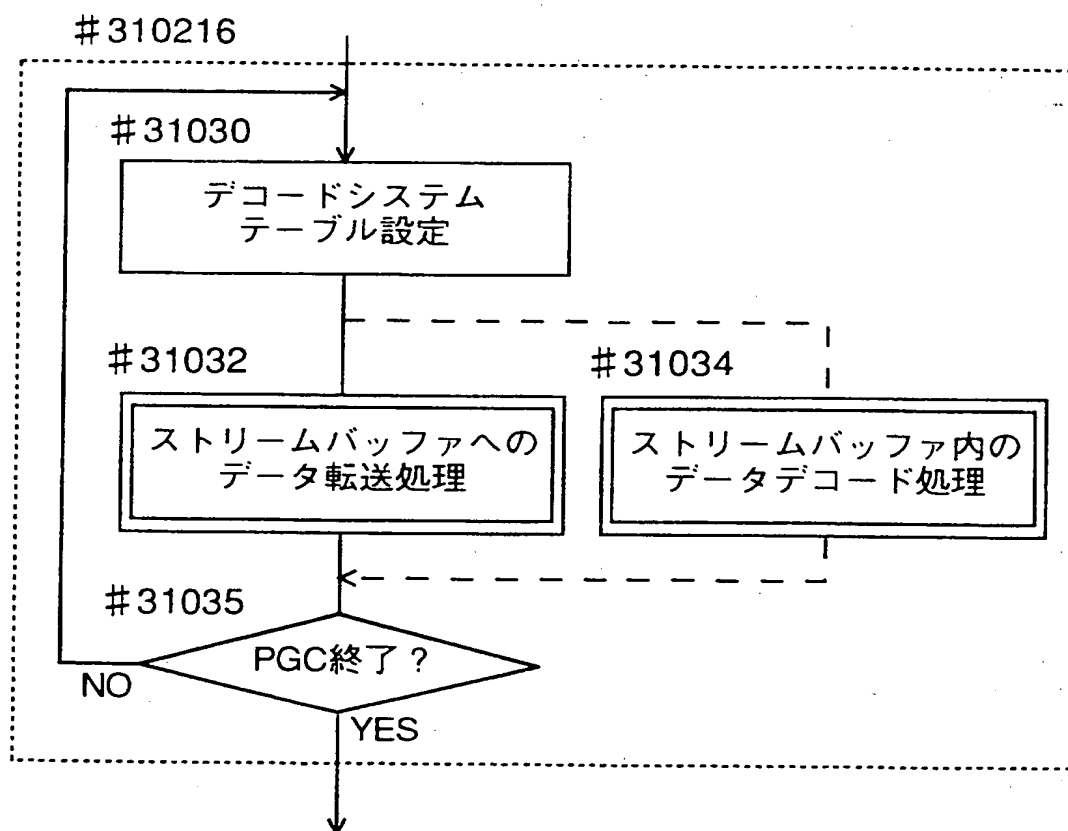 #310216
#31030
デコードシステム
テーブル設定
#31032
#31034
ストリームバッファへの
データ転送処理
ストリームバッファ内の
データデコード処理
#31035
PGC終了？
NO
YES